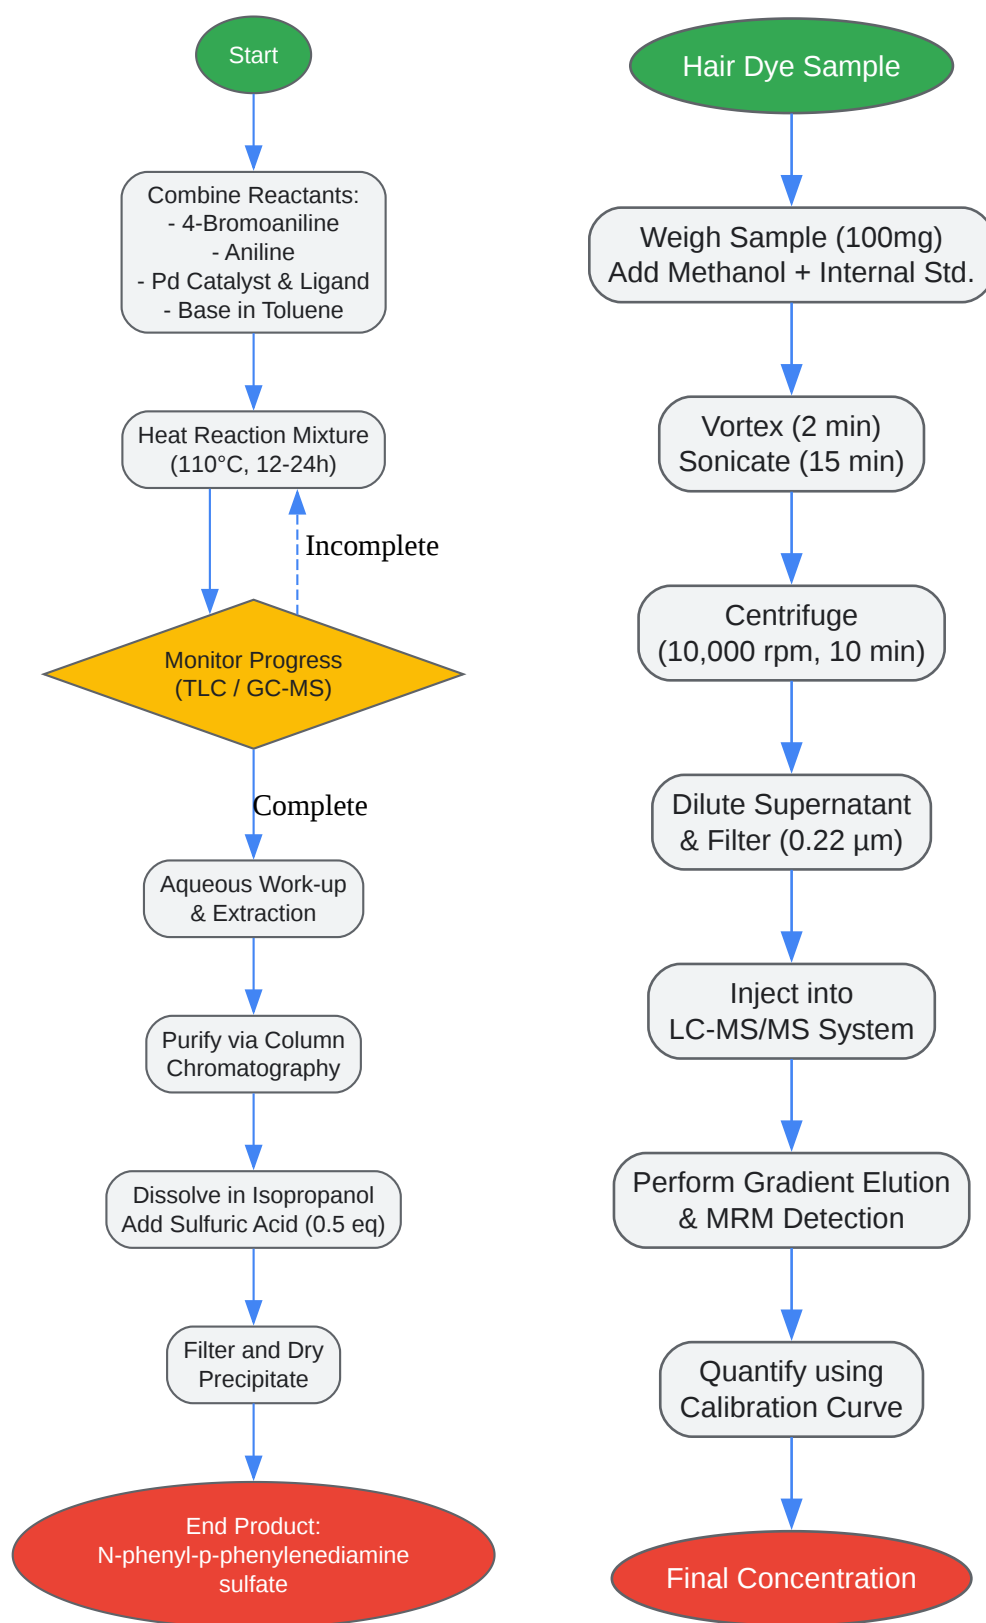 Start
Combine Reactants:
- 4-Bromoaniline
- Aniline
- Pd Catalyst & Ligand
- Base in Toluene
Heat Reaction Mixture
(110°C, 12-24h)
Incomplete
Monitor Progress
(TLC / GC-MS)
Complete
Aqueous Work-up
& Extraction
Purify via Column
Chromatography
Dissolve in Isopropanol
Add Sulfuric Acid (0.5 eq)
Filter and Dry
Precipitate
End Product:
N-phenyl-p-phenylenediamine
sulfate
Hair Dye Sample
Weigh Sample (100mg)
Add Methanol + Internal Std.
Vortex (2 min)
Sonicate (15 min)
Centrifuge
(10,000 rpm, 10 min)
Dilute Supernatant
& Filter (0.22 µm)
Inject into
LC-MS/MS System
Perform Gradient Elution
& MRM Detection
Quantify using
Calibration Curve
Final Concentration